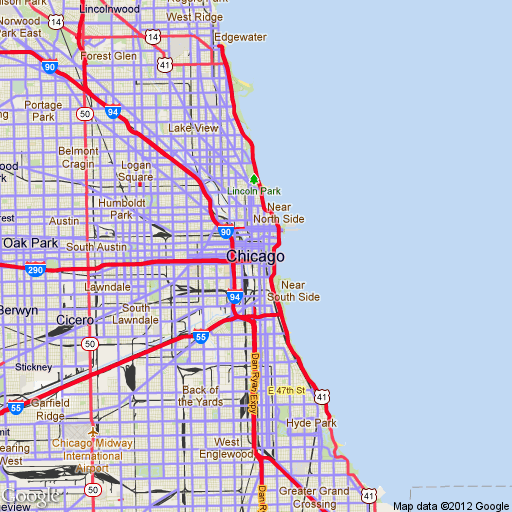 Lincolnwood
West Ridge
Norwood
Park East
14
Edgewater
14
Forest Glen
41
90
Portage
Park
94
50
Lake View
Belmont
Cragin
Logan
Square
Lincoln Park
Humboldt
Park
Near
North Side
Austin
90
Oak Park
South Austin
Chicago
290
Lawndale
Near
South Side
94
Berwyn
Cicero
South
Lawndale
55
50
Stickney
Dan Ryan Expy
Back of
the Yards
E 47th St
41
55
Garfield
Ridge
Hyde Park
Chicago Midway
International
Airport
West
Englewood
50
Dan Ryan
Greater Grand
Crossing
41
Google
Map data ©2012 Google